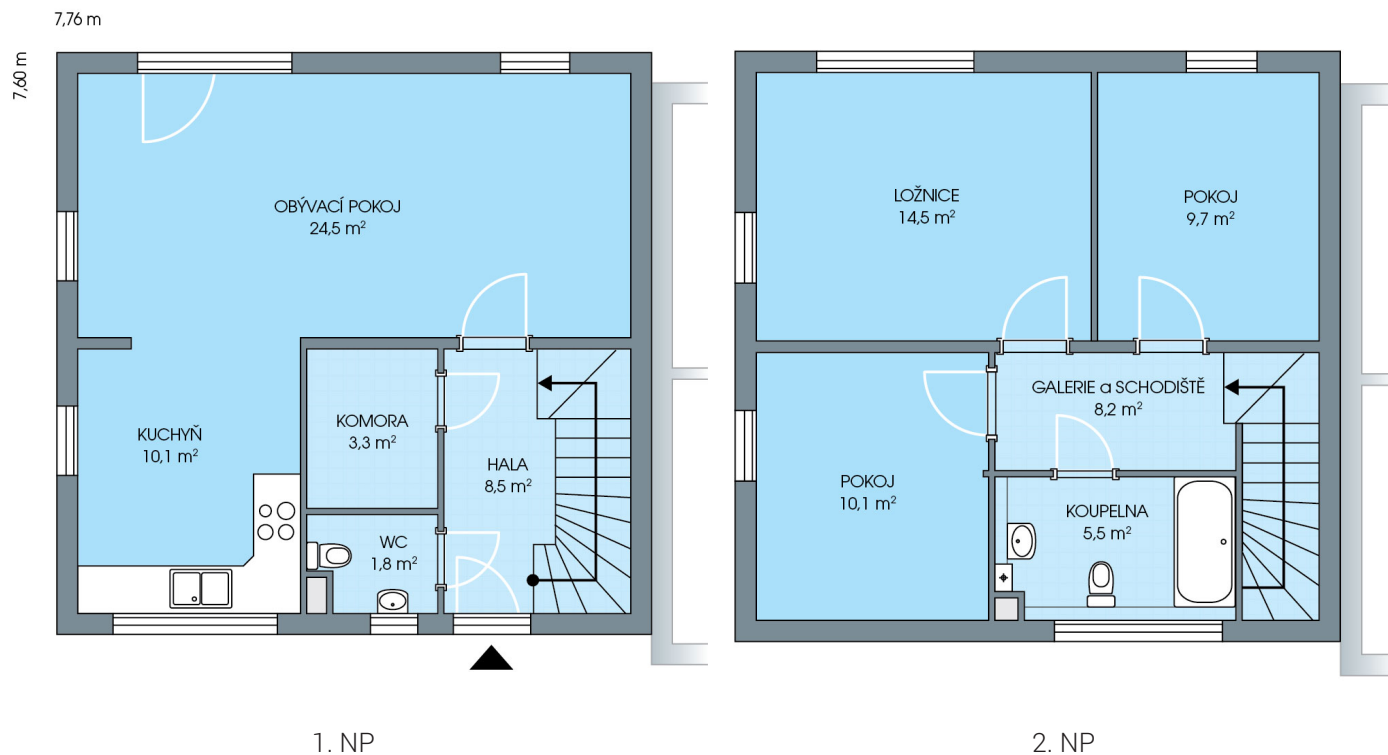 7,76 m
7,60 m
OBÝVACÍ POKOJ
24,5 m²
KUCHYŇ
10,1 m²
KOMORA
3,3 m²
HALA
8,5 m²
WC
1,8 m²
1. NP
LOŽNICE
14,5 m²
POKOJ
9,7 m²
GALERIE a SCHODIŠTĚ
8,2 m²
POKOJ
10,1 m²
KOUPELNA
5,5 m²
2. NP